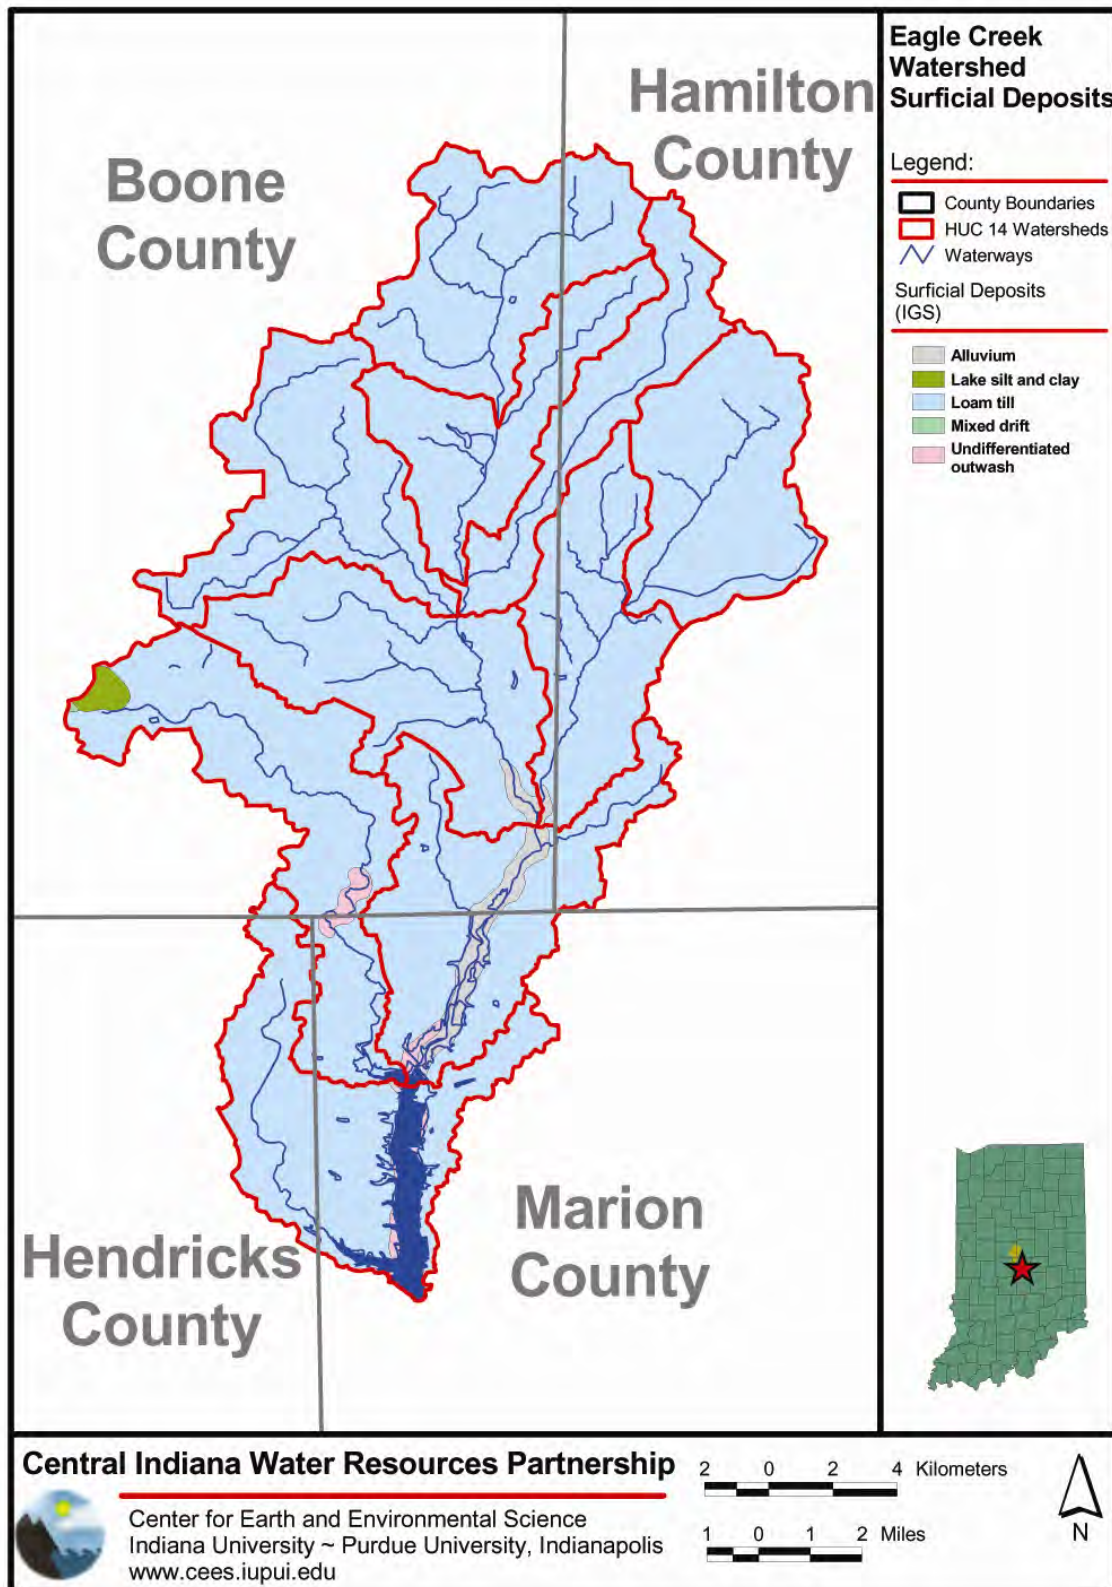 Hamilton
County
Boone
County
Hendricks
County
Marion
County
Eagle Creek
Watershed
Surficial Deposits
Legend:
County Boundaries
HUC 14 Watersheds
Waterways
Surficial Deposits
(IGS)
Alluvium
Lake silt and clay
Loam till
Mixed drift
Undifferentiated
outwash
Central Indiana Water Resources Partnership
Center for Earth and Environmental Science
Indiana University ~ Purdue University, Indianapolis
www.cees.iupui.edu
2 0 2 4 Kilometers
1 0 1 2 Miles
N